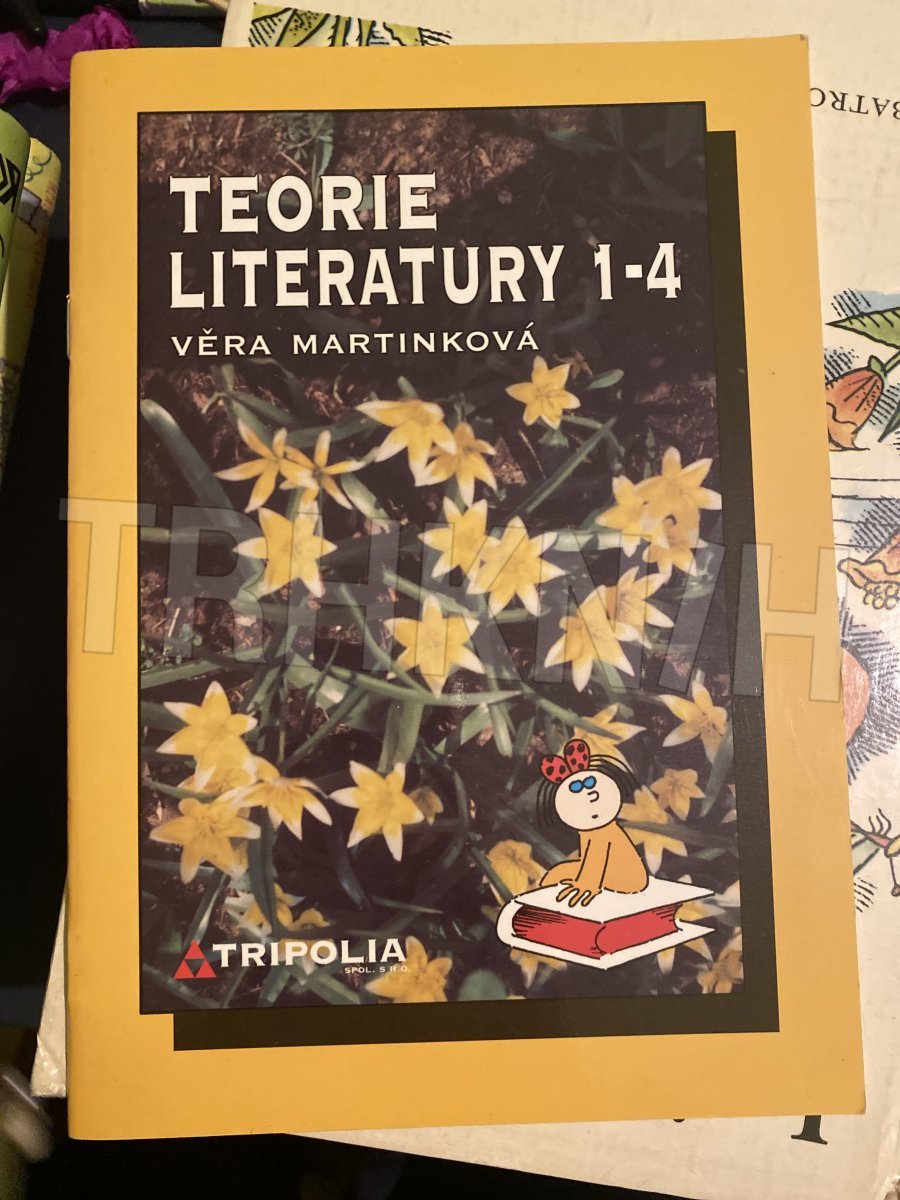 TEORIE
LITERATURY 1-4
VĚRA MARTINKOVÁ
TRHKNIH
TRIPOLIA
SPOL. S R.O.